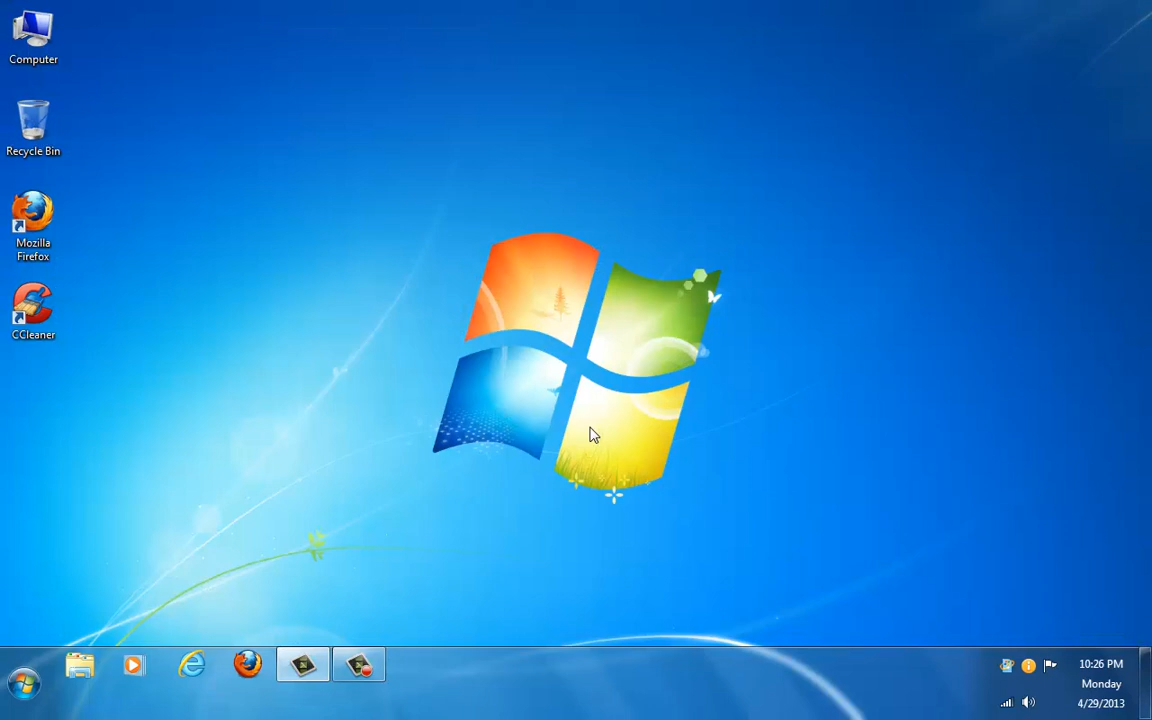 Computer
Recycle Bin
Mozilla
Firefox
CCleaner
10:26 PM
Monday
4/29/2013